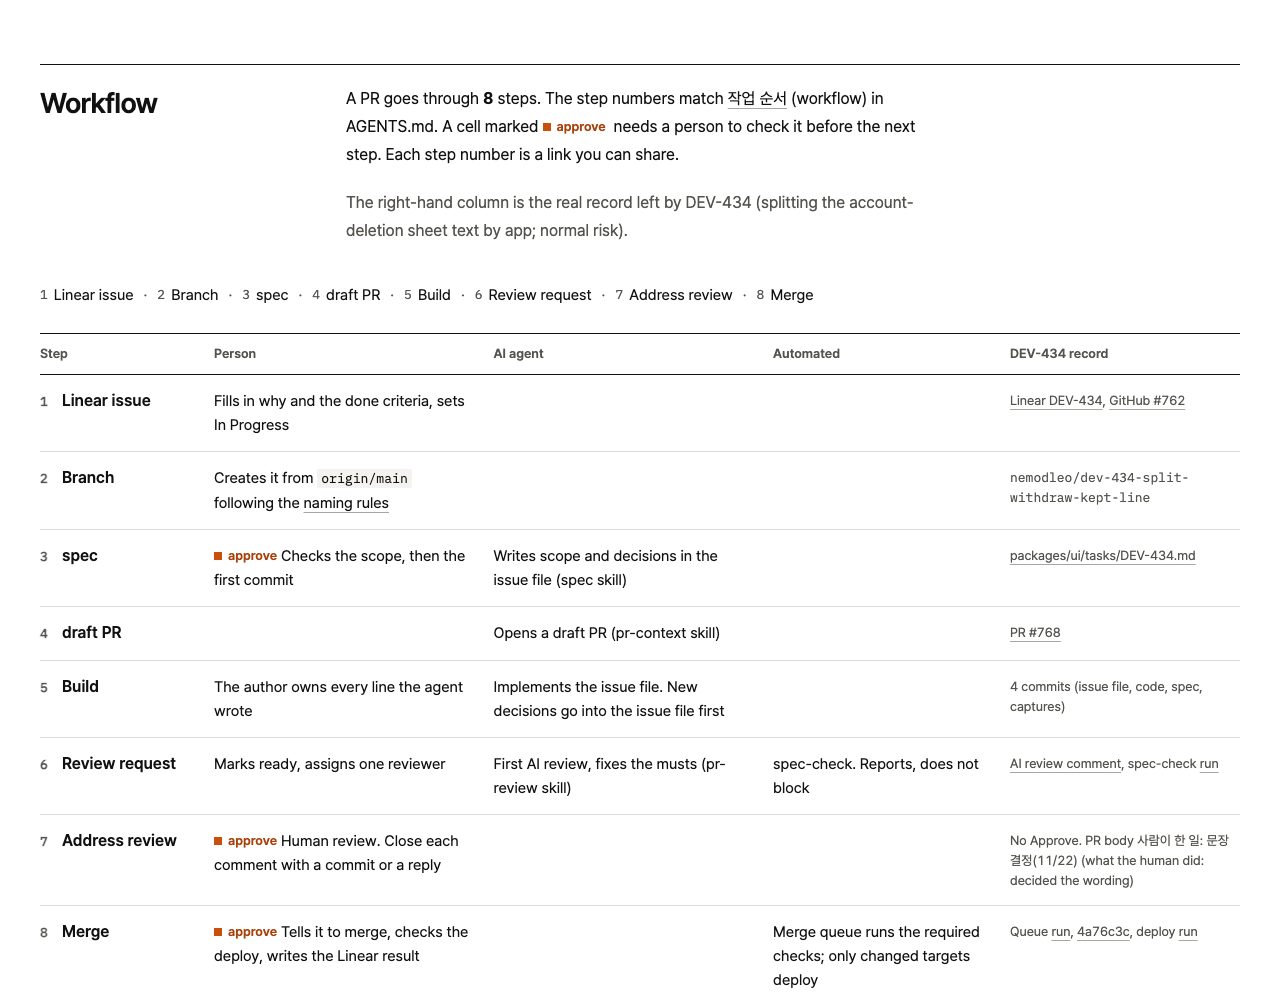 Workflow
A PR goes through 8 steps. The step numbers match 작업 순서 (workflow) in
AGENTS.md. A cell marked approve needs a person to check it before the next
step. Each step number is a link you can share.
The right-hand column is the real record left by DEV-434 (splitting the account-
deletion sheet text by app; normal risk).
1 Linear issue · 2 Branch · 3 spec · 4 draft PR · 5 Build · 6 Review request · 7 Address review · 8 Merge
Step Person AI agent Automated DEV-434 record
1 Linear issue Fills in why and the done criteria, sets Linear DEV-434, GitHub #762
In Progress
2 Branch Creates it from origin/main nemodleo/dev-434-split-
following the naming rules withdraw-kept-line
3 spec approve Checks the scope, then the Writes scope and decisions in the packages/ui/tasks/DEV-434.md
first commit issue file (spec skill)
4 draft PR Opens a draft PR (pr-context skill) PR #768
5 Build The author owns every line the agent Implements the issue file. New 4 commits (issue file, code, spec,
wrote decisions go into the issue file first captures)
6 Review request Marks ready, assigns one reviewer First AI review, fixes the musts (pr- spec-check. Reports, does not AI review comment, spec-check run
review skill) block
7 Address review approve Human review. Close each No Approve. PR body 사람이 한 일: 문장
comment with a commit or a reply 결정(11/22) (what the human did:
decided the wording)
8 Merge approve Tells it to merge, checks the Merge queue runs the required Queue run, 4a76c3c, deploy run
deploy, writes the Linear result checks; only changed targets
deploy